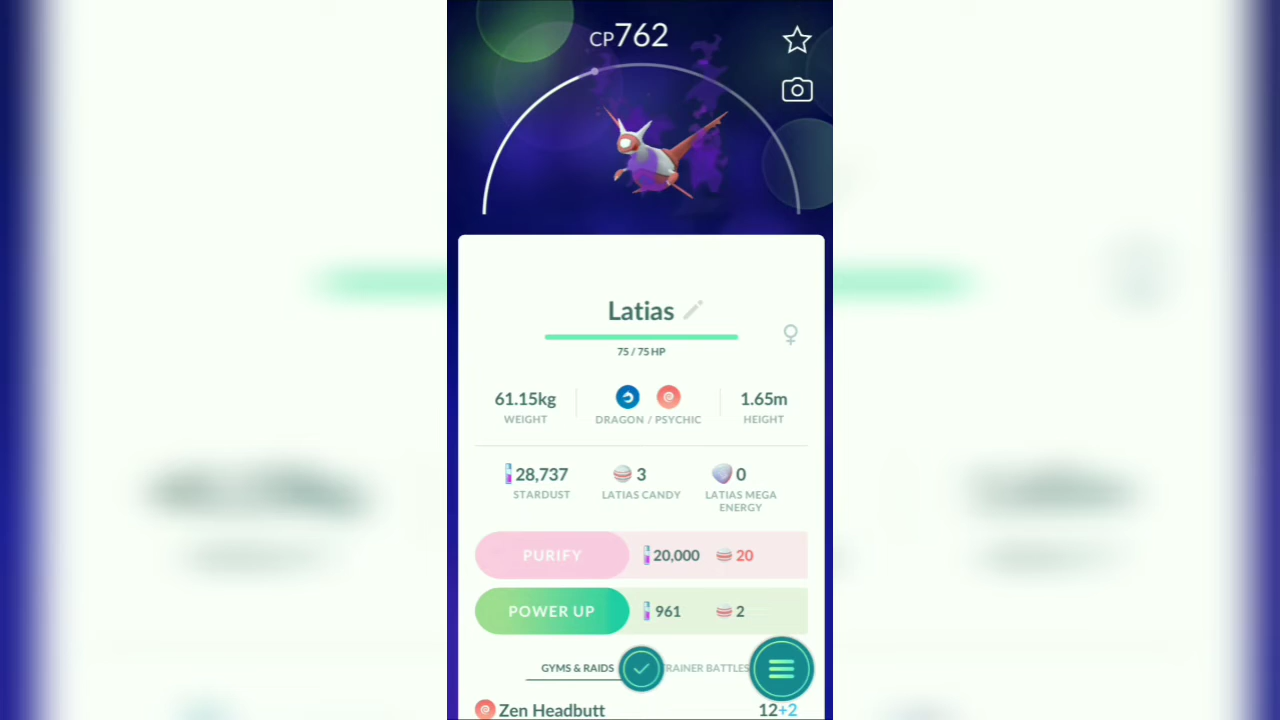 CP762
Latias
75 / 75 HP
61.15kg
WEIGHT
DRAGON / PSYCHIC
1.65m
HEIGHT
28,737
STARDUST
3
LATIAS CANDY
0
LATIAS MEGA
ENERGY
PURIFY 20,000 20
POWER UP 961 2
GYMS & RAIDS TRAINER BATTLES
Zen Headbutt 12+2